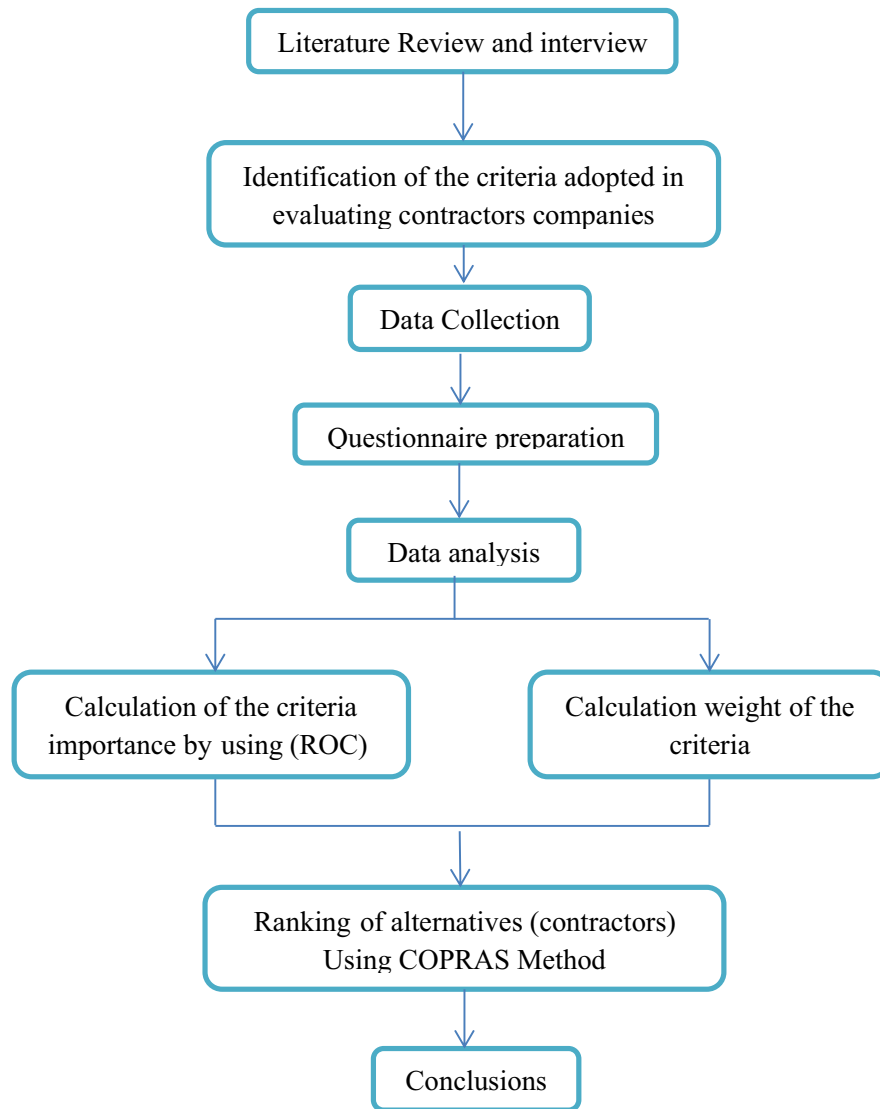 Literature Review and interview
Identification of the criteria adopted in
evaluating contractors companies
Data Collection
Questionnaire preparation
Data analysis
Calculation of the criteria
importance by using (ROC)
Calculation weight of the
criteria
Ranking of alternatives (contractors)
Using COPRAS Method
Conclusions